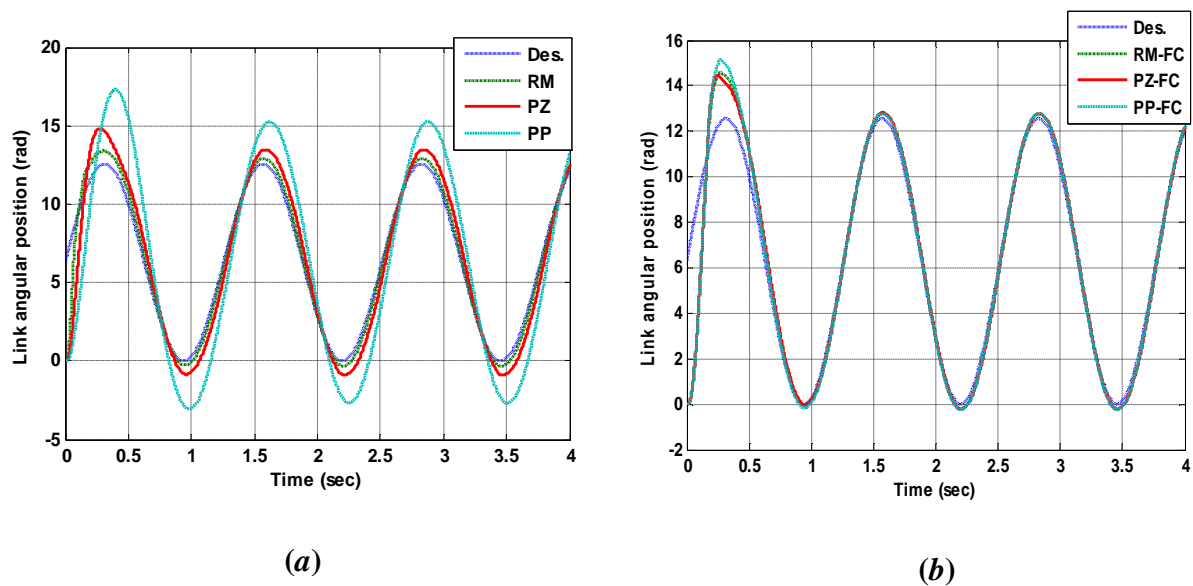 Des.
RM
PZ
PP
20
15
10
5
0
-5
Link angular position (rad)
0 0.5 1 1.5 2 2.5 3 3.5 4
Time (sec)
(a)
Des.
RM-FC
PZ-FC
PP-FC
16
14
12
10
8
6
4
2
0
-2
Link angular position (rad)
0 0.5 1 1.5 2 2.5 3 3.5 4
Time (sec)
(b)